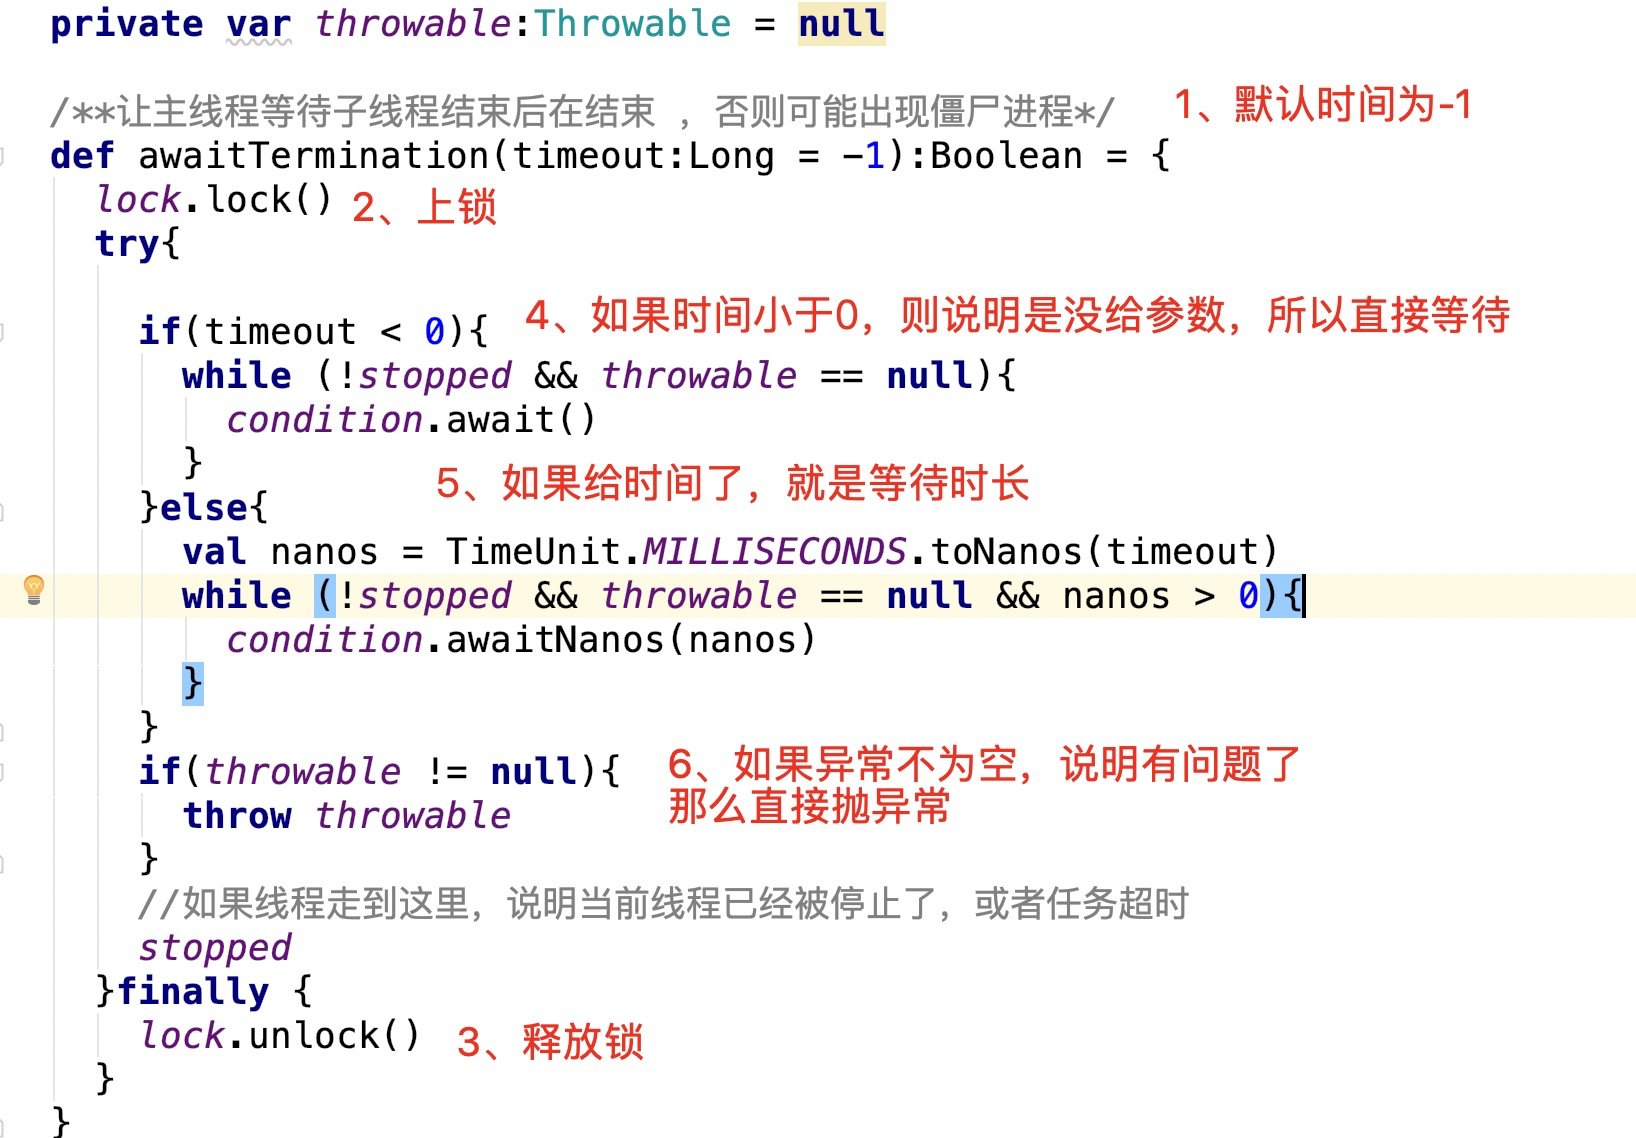 private var throwable:Throwable = null
/**让主线程等待子线程结束后在结束 ，否则可能出现僵尸进程*/ 1、默认时间为-1
def awaitTermination(timeout:Long = -1):Boolean = {
lock.lock() 2、上锁
try{
if(timeout < 0){ 4、如果时间小于0，则说明是没给参数，所以直接等待
while (!stopped && throwable == null){
condition.await()
}
5、如果给时间了，就是等待时长
}else{
val nanos = TimeUnit.MILLISECONDS.toNanos(timeout)
while (!stopped && throwable == null && nanos > 0){
condition.awaitNanos(nanos)
}
}
if(throwable != null){ 6、如果异常不为空，说明有问题了
throw throwable 那么直接抛异常
}
//如果线程走到这里，说明当前线程已经被停止了，或者任务超时
stopped
}finally {
lock.unlock() 3、释放锁
}
}